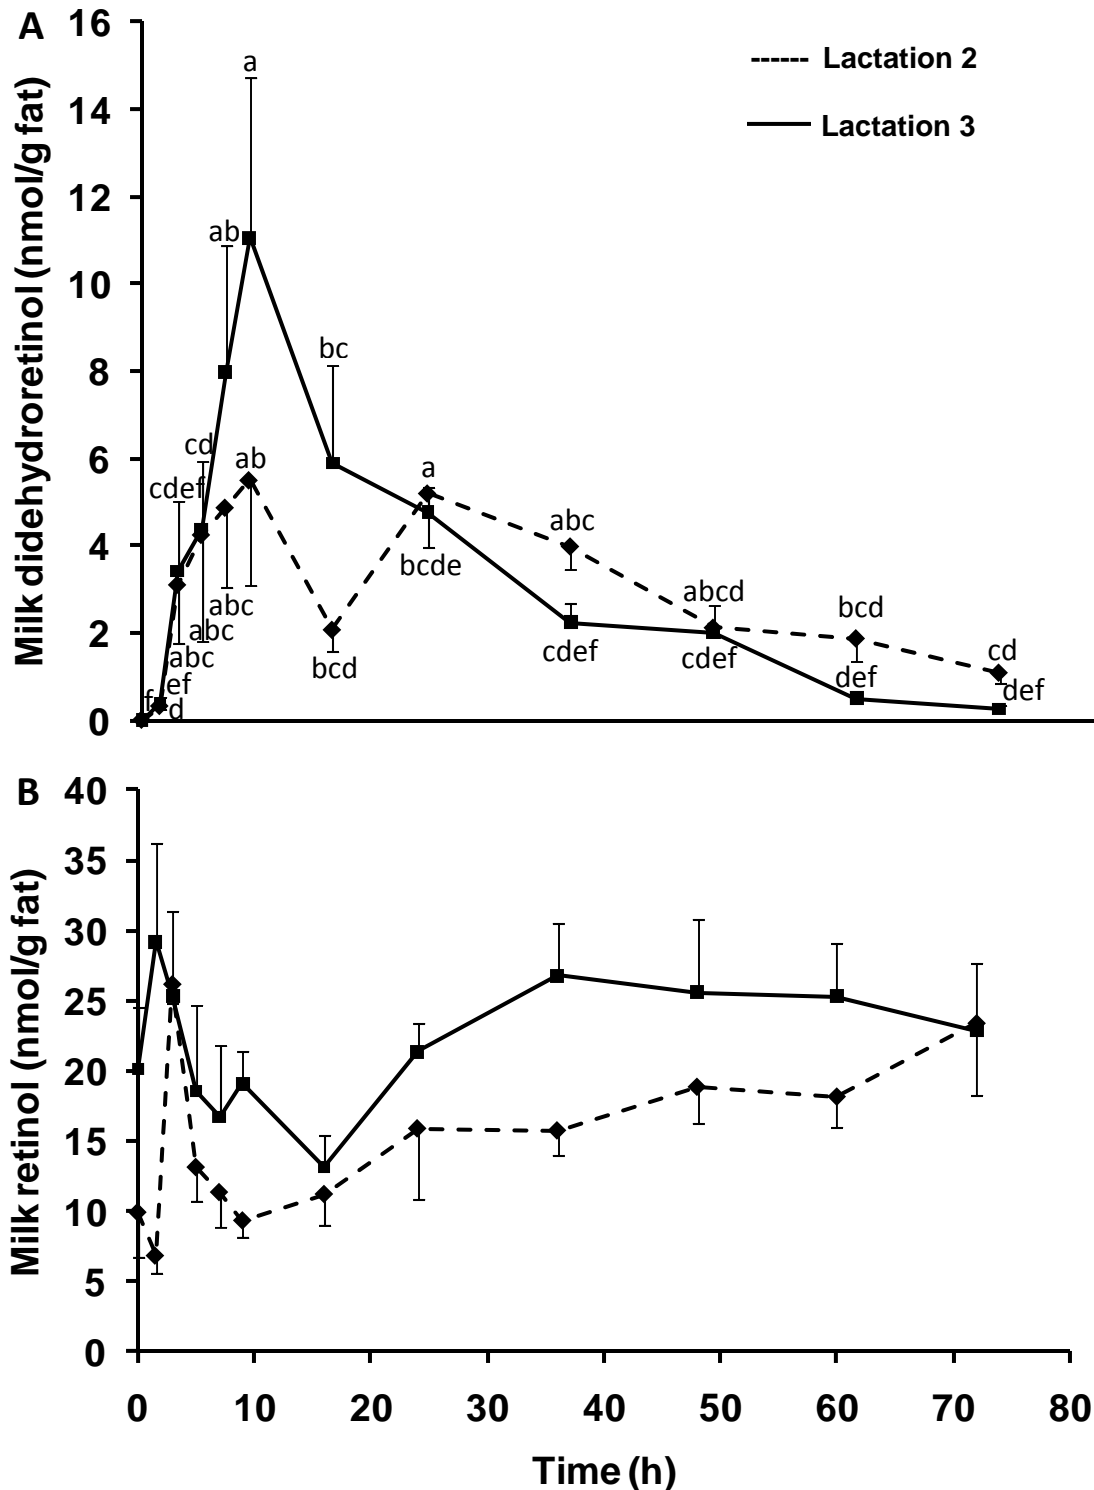 A
Milk didehydroretinol (nmol/g fat)
16
14
12
10
8
6
4
2
0
Lactation 2
Lactation 3
a
ab
bc
cd
ab
a
cdef
abc
bcde
abc
abcd
abc
bcd
cdef
cdef
bcd
abc
def
cd
ef
def
f
d
B
Milk retinol (nmol/g fat)
40
35
30
25
20
15
10
5
0
0 10 20 30 40 50 60 70 80
Time (h)